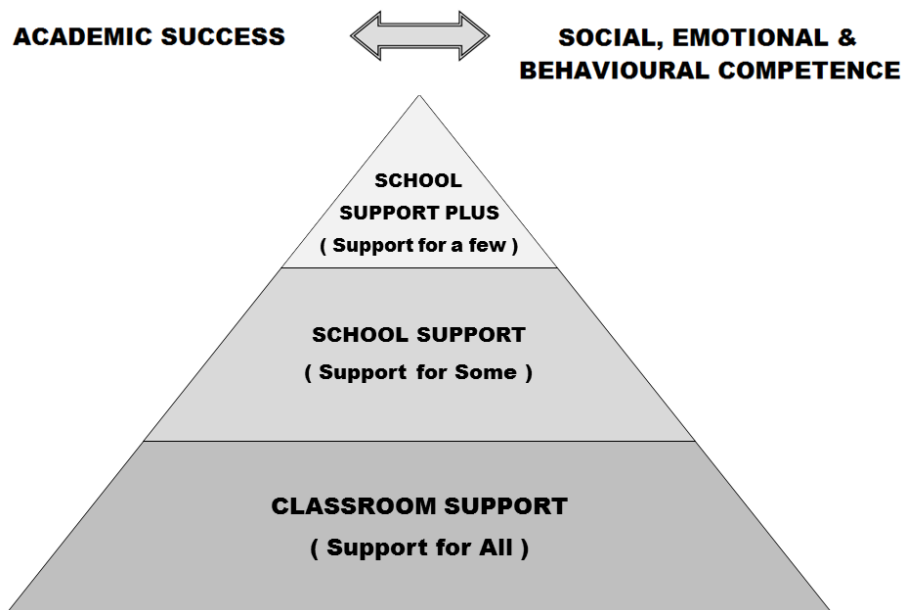 ACADEMIC SUCCESS
SOCIAL, EMOTIONAL &
BEHAVIOURAL COMPETENCE
SCHOOL
SUPPORT PLUS
( Support for a few )
SCHOOL SUPPORT
( Support for Some )
CLASSROOM SUPPORT
( Support for All )